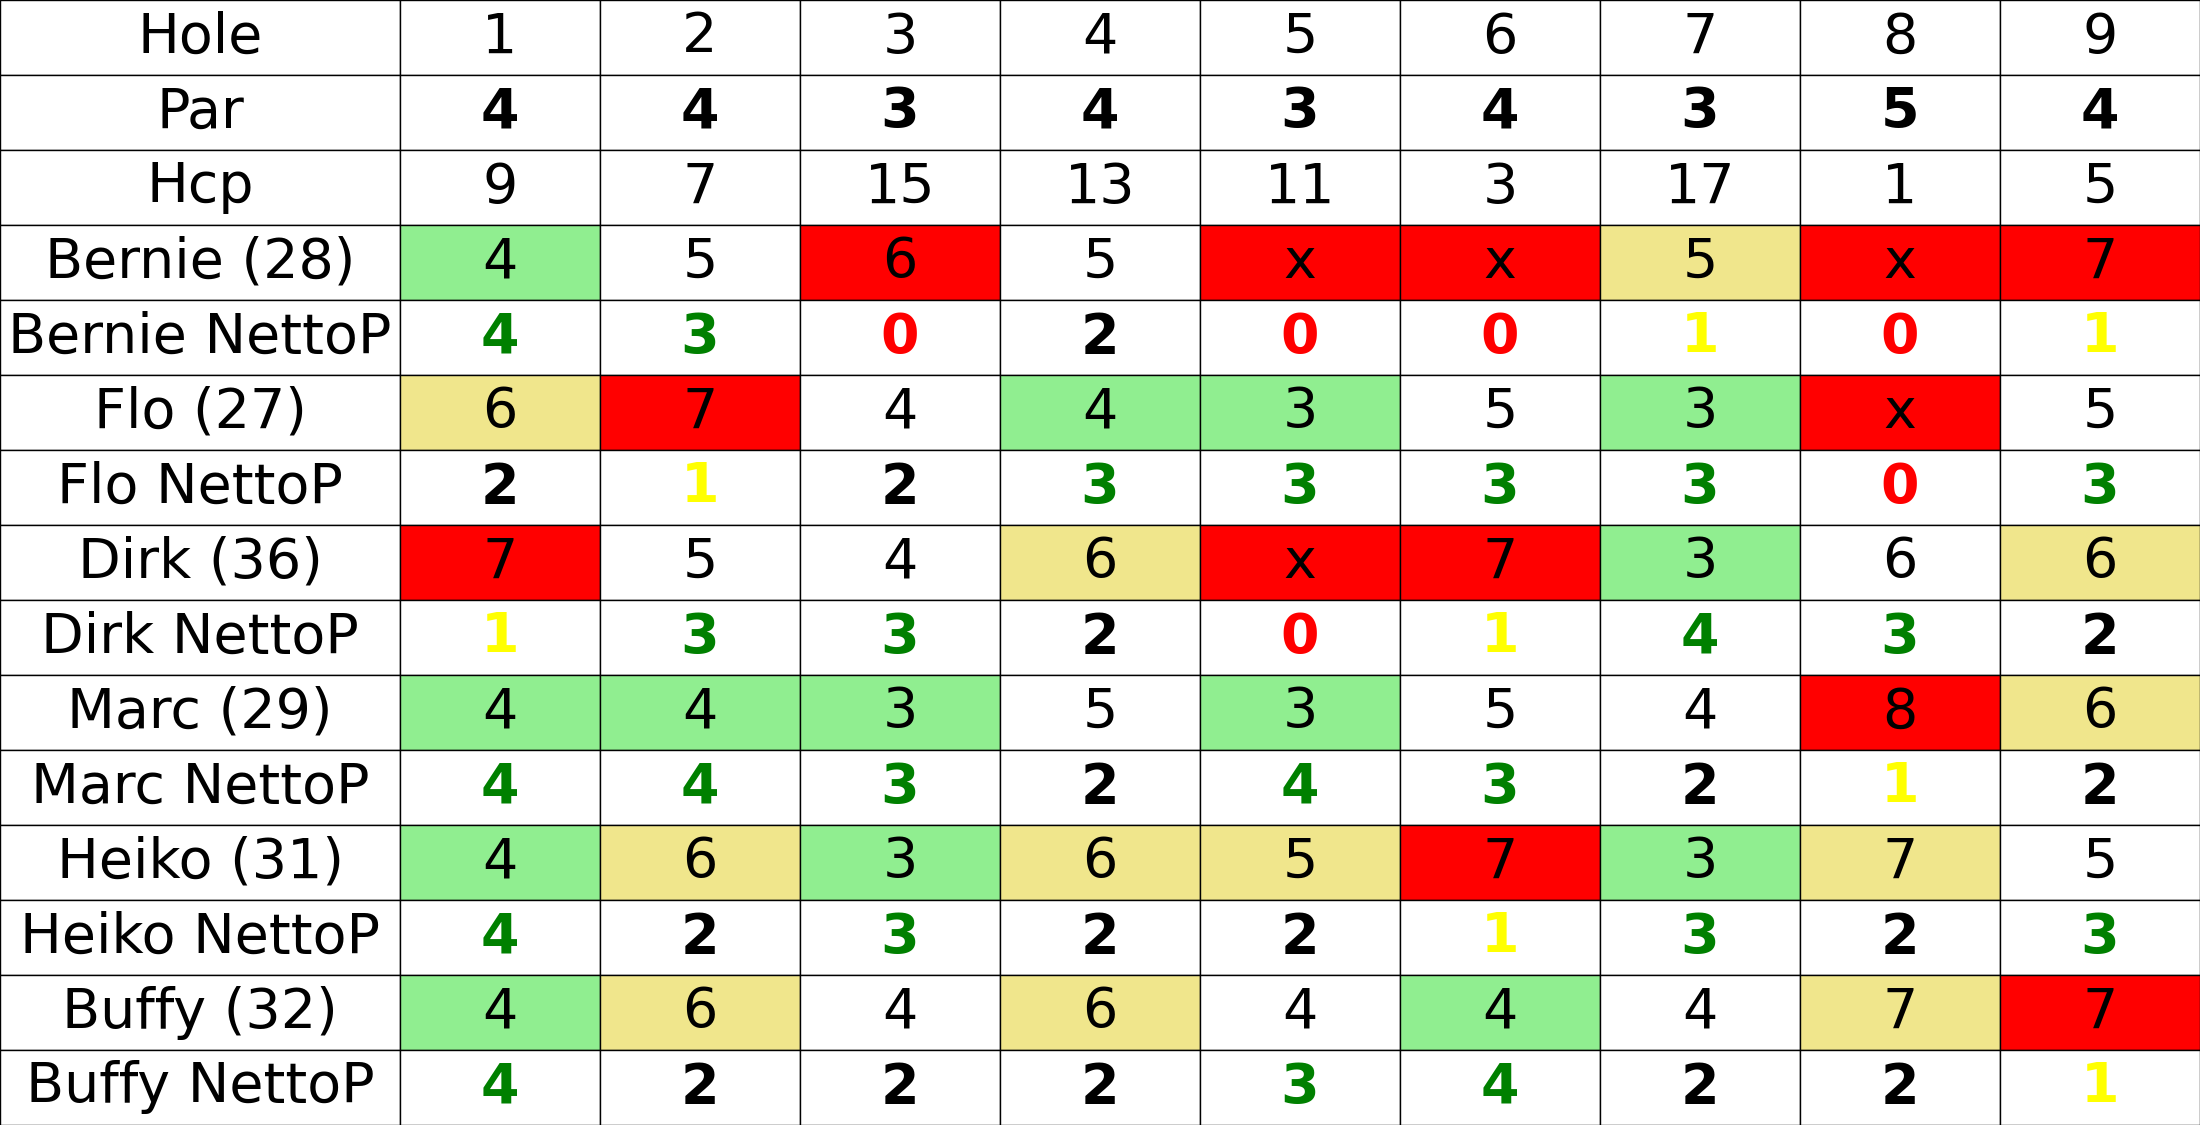 Hole 1 2 3 4 5 6 7 8 9
Par 4 4 3 4 3 4 3 5 4
Hcp 9 7 15 13 11 3 17 1 5
Bernie (28) 4 5 6 5 x x 5 x 7
Bernie NettoP 4 3 0 2 0 0 1 0 1
Flo (27) 6 7 4 4 3 5 3 x 5
Flo NettoP 2 1 2 3 3 3 3 0 3
Dirk (36) 7 5 4 6 x 7 3 6 6
Dirk NettoP 1 3 3 2 0 1 4 3 2
Marc (29) 4 4 3 5 3 5 4 8 6
Marc NettoP 4 4 3 2 4 3 2 1 2
Heiko (31) 4 6 3 6 5 7 3 7 5
Heiko NettoP 4 2 3 2 2 1 3 2 3
Buffy (32) 4 6 4 6 4 4 4 7 7
Buffy NettoP 4 2 2 2 3 4 2 2 1